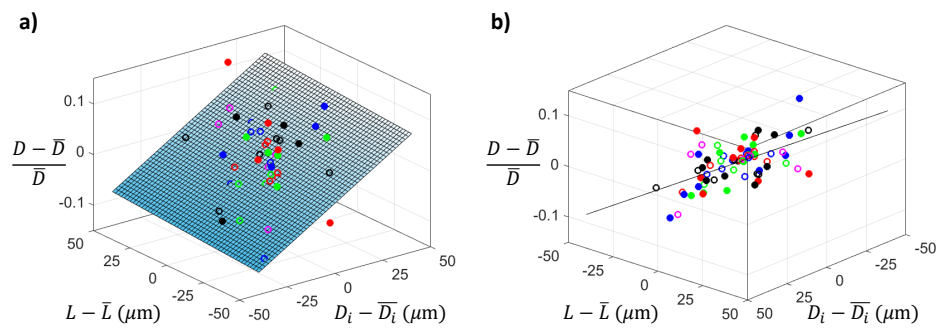 a)
D − D̅
D̅
0.1
0
-0.1
50
25
0
-25
-50
-50
-25
0
25
50
L − L̅ (μm)
Dᵢ − D̅ᵢ (μm)
b)
D − D̅
D̅
0.1
0
-0.1
-50
-25
0
25
50
50
25
0
-25
-50
L − L̅ (μm)
Dᵢ − D̅ᵢ (μm)